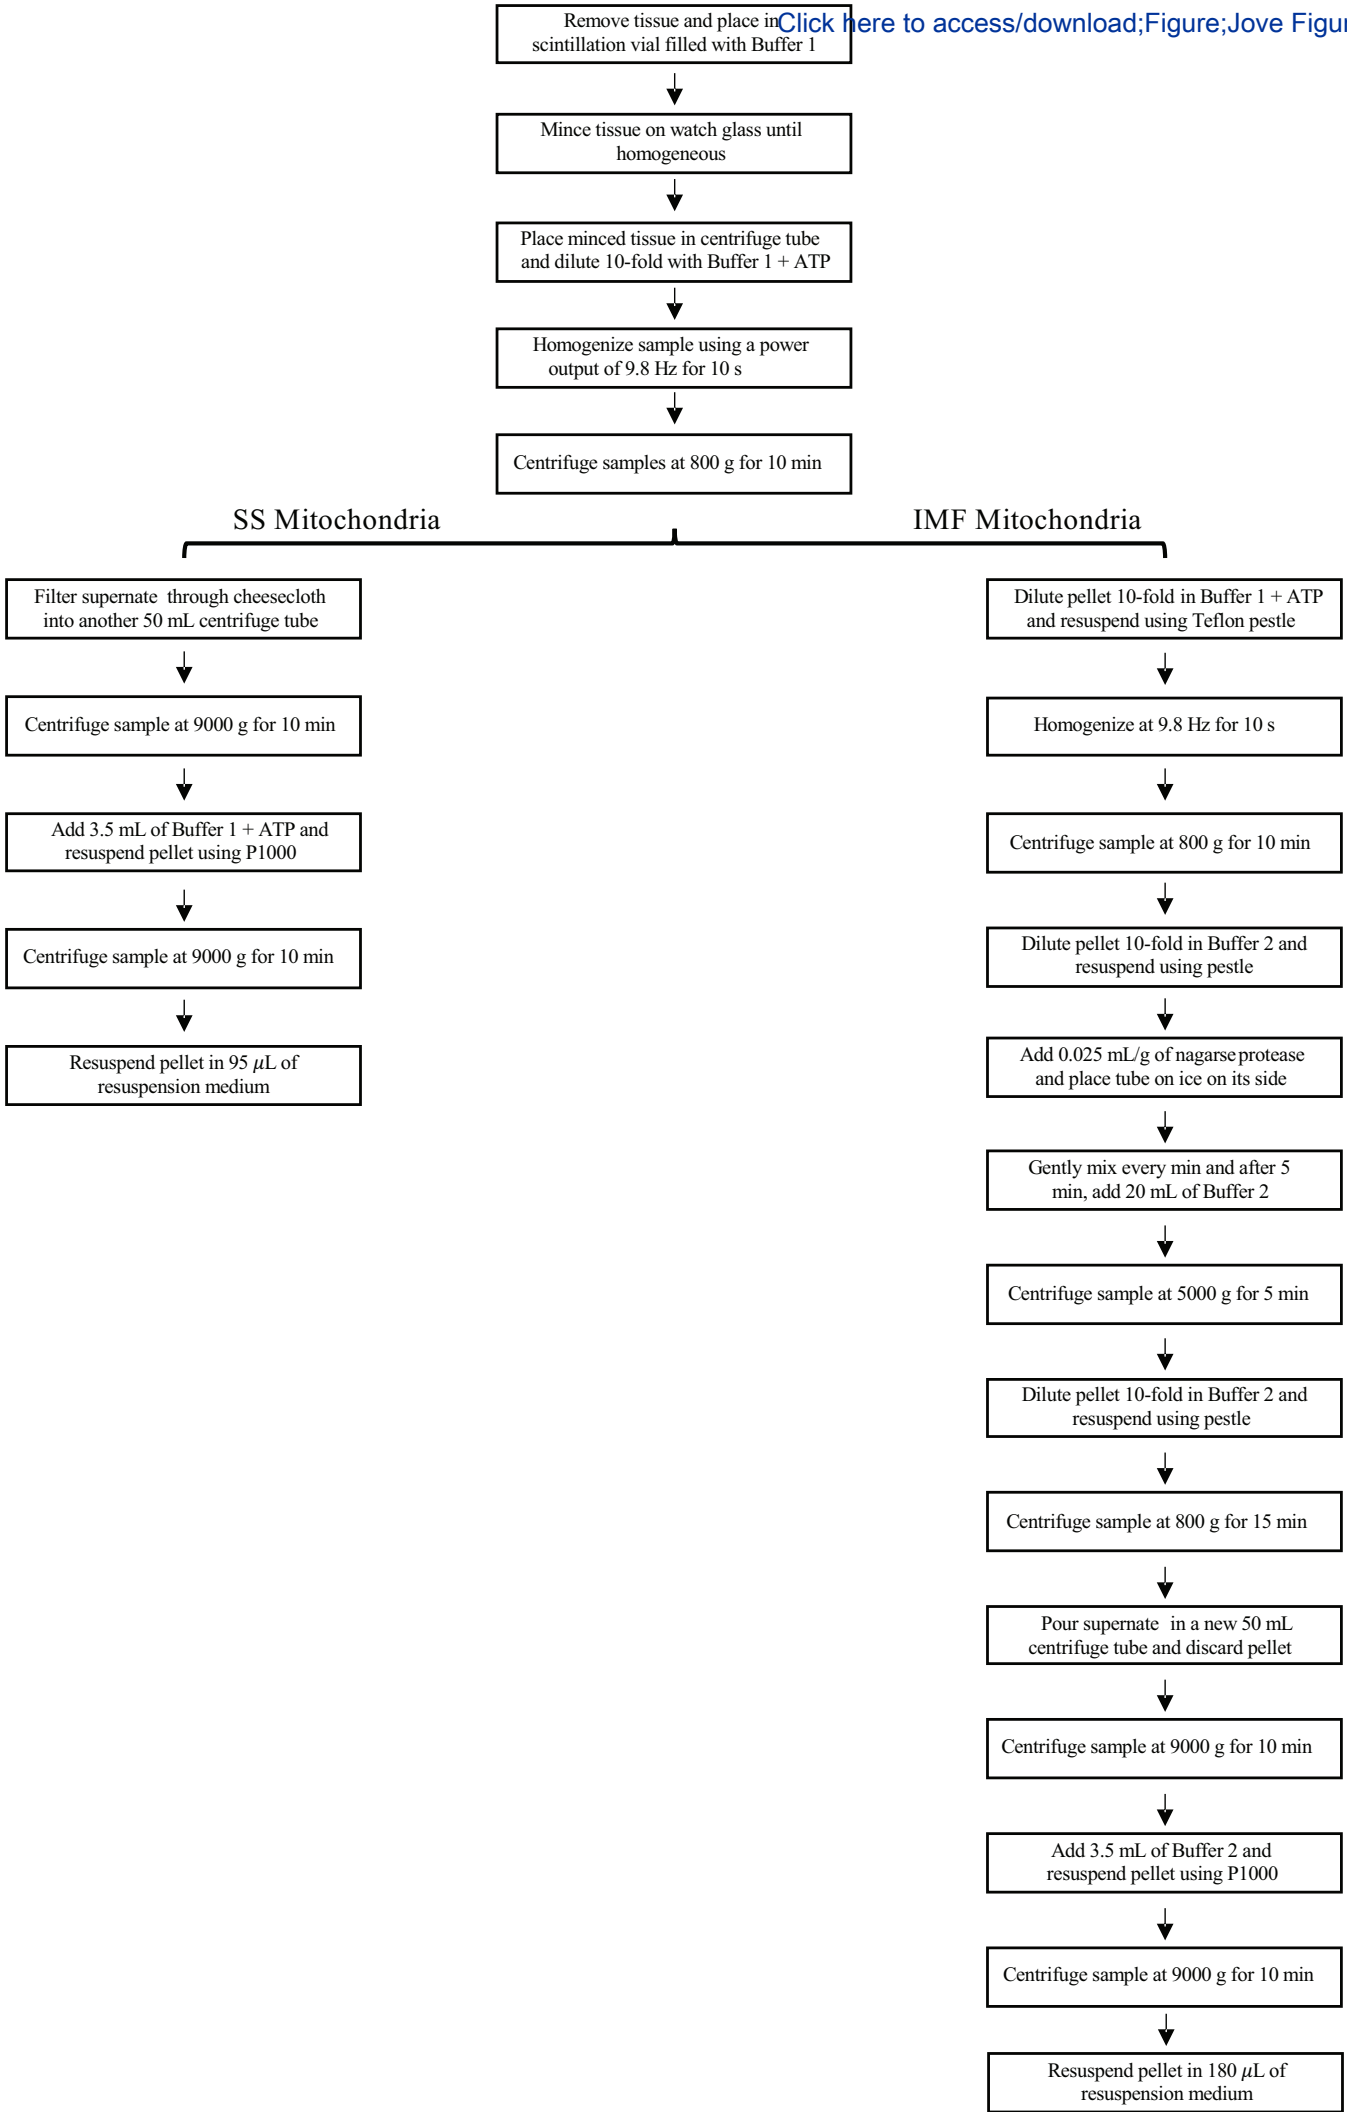 Remove tissue and place in
scintillation vial filled with Buffer 1
Click here to access/download;Figure;Jove Figur
Mince tissue on watch glass until
homogeneous
Place minced tissue in centrifuge tube
and dilute 10-fold with Buffer 1 + ATP
Homogenize sample using a power
output of 9.8 Hz for 10 s
Centrifuge samples at 800 g for 10 min
SS Mitochondria
Filter supernate through cheesecloth
into another 50 mL centrifuge tube
Centrifuge sample at 9000 g for 10 min
Add 3.5 mL of Buffer 1 + ATP and
resuspend pellet using P1000
Centrifuge sample at 9000 g for 10 min
Resuspend pellet in 95 μL of
resuspension medium
IMF Mitochondria
Dilute pellet 10-fold in Buffer 1 + ATP
and resuspend using Teflon pestle
Homogenize at 9.8 Hz for 10 s
Centrifuge sample at 800 g for 10 min
Dilute pellet 10-fold in Buffer 2 and
resuspend using pestle
Add 0.025 mL/g of nagarse protease
and place tube on ice on its side
Gently mix every min and after 5
min, add 20 mL of Buffer 2
Centrifuge sample at 5000 g for 5 min
Dilute pellet 10-fold in Buffer 2 and
resuspend using pestle
Centrifuge sample at 800 g for 15 min
Pour supernate in a new 50 mL
centrifuge tube and discard pellet
Centrifuge sample at 9000 g for 10 min
Add 3.5 mL of Buffer 2 and
resuspend pellet using P1000
Centrifuge sample at 9000 g for 10 min
Resuspend pellet in 180 μL of
resuspension medium